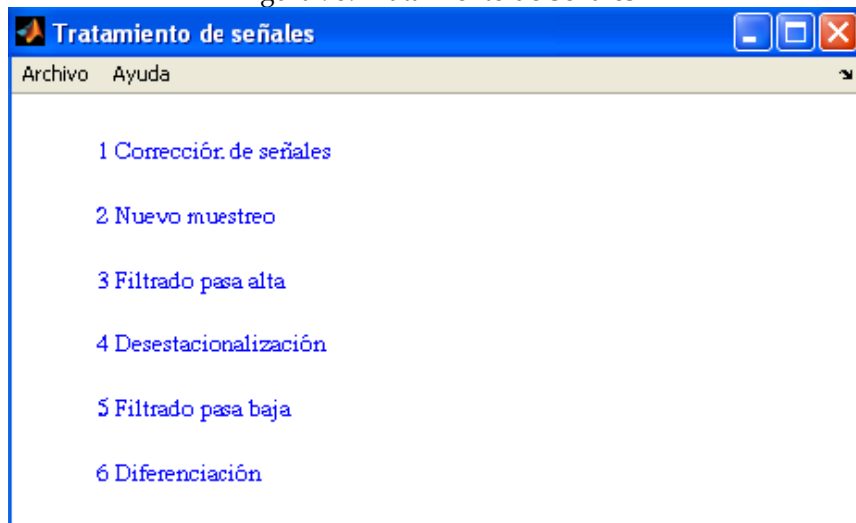 Tratamiento de señales
Archivo Ayuda
1 Corrección de señales
2 Nuevo muestreo
3 Filtrado pasa alta
4 Desestacionalización
5 Filtrado pasa baja
6 Diferenciación